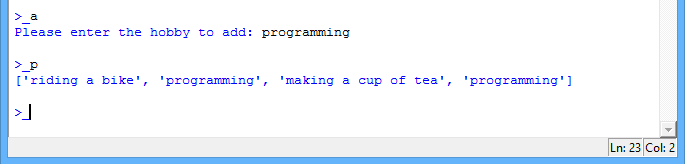 >_a
Please enter the hobby to add: programming
>_p
['riding a bike', 'programming', 'making a cup of tea', 'programming']
>_
Ln: 23 Col: 2